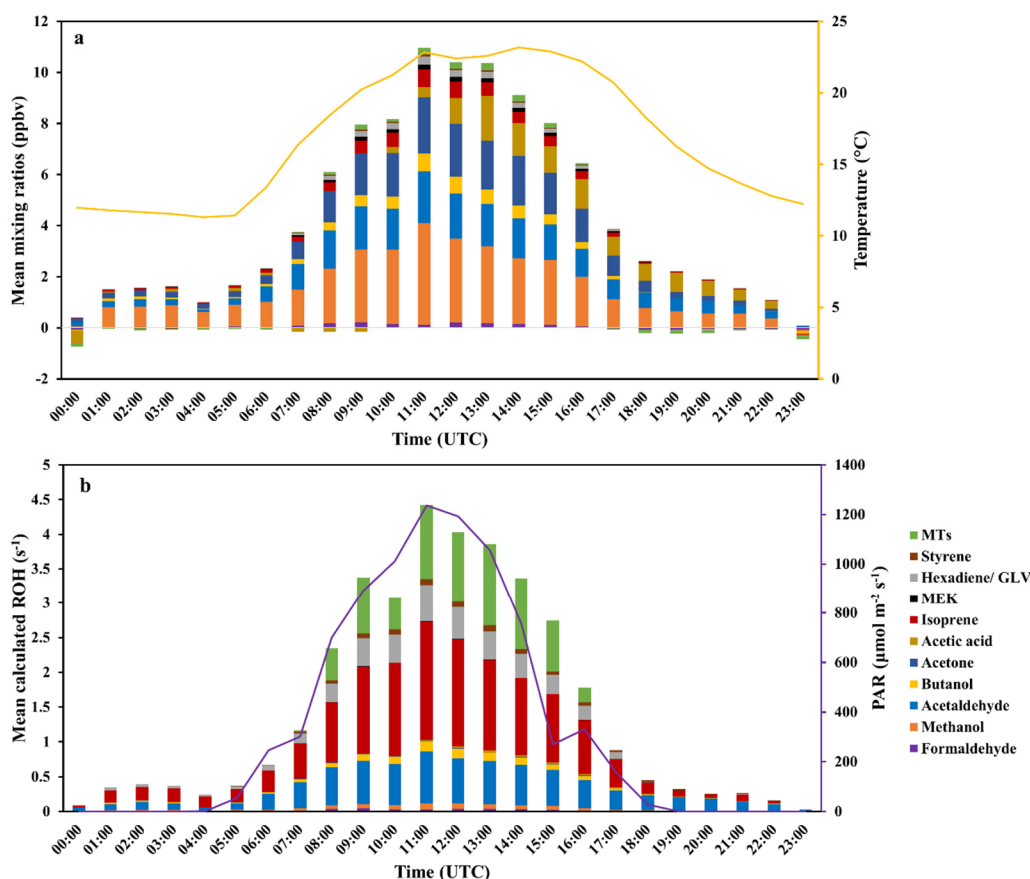 a
Mean mixing ratios (ppbv)
12
10
8
6
4
2
0
-2
25
20
15
10
5
0
Temperature (°C)
00:00 01:00 02:00 03:00 04:00 05:00 06:00 07:00 08:00 09:00 10:00 11:00 12:00 13:00 14:00 15:00 16:00 17:00 18:00 19:00 20:00 21:00 22:00 23:00
Time (UTC)
b
Mean calculated ROH (s⁻¹)
5
4.5
4
3.5
3
2.5
2
1.5
1
0.5
0
1400
1200
1000
800
600
400
200
0
PAR (µmol m⁻² s⁻¹)
00:00 01:00 02:00 03:00 04:00 05:00 06:00 07:00 08:00 09:00 10:00 11:00 12:00 13:00 14:00 15:00 16:00 17:00 18:00 19:00 20:00 21:00 22:00 23:00
Time (UTC)
MTs
Styrene
Hexadiene/ GLV
MEK
Isoprene
Acetic acid
Acetone
Butanol
Acetaldehyde
Methanol
Formaldehyde